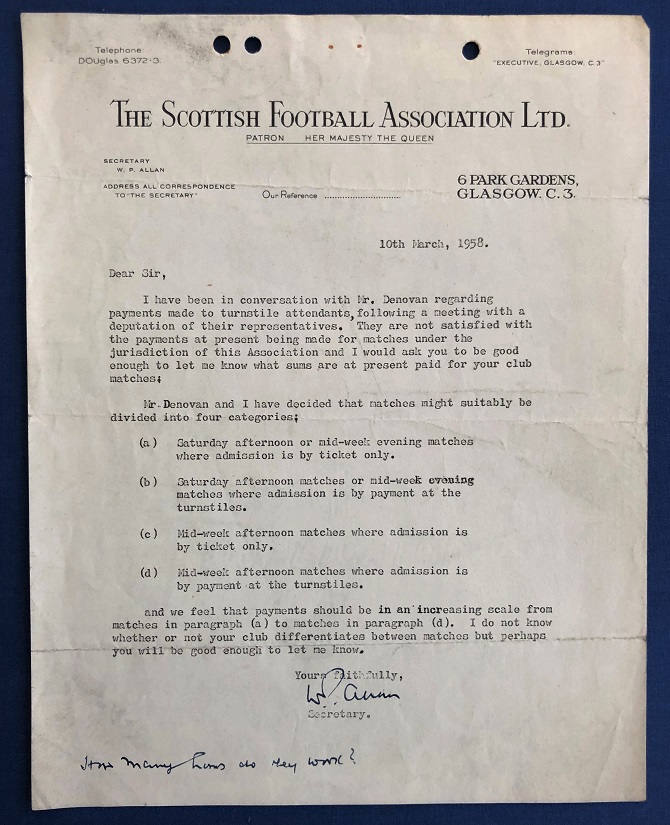 Telephone
DOUglas 6372-3.
Telegrams:
"EXECUTIVE, GLASGOW, C.3"
THE SCOTTISH FOOTBALL ASSOCIATION LTD.
PATRON HER MAJESTY THE QUEEN
SECRETARY
W. P. ALLAN
ADDRESS ALL CORRESPONDENCE
TO "THE SECRETARY"
Our Reference ..............................
6 PARK GARDENS,
GLASGOW. C. 3.
10th March, 1958.
Dear Sir,
I have been in conversation with Mr. Denovan regarding
payments made to turnstile attendants, following a meeting with a
deputation of their representatives. They are not satisfied with
the payments at present being made for matches under the
jurisdiction of this Association and I would ask you to be good
enough to let me know what sums are at present paid for your club
matches;
Mr. Denovan and I have decided that matches might suitably be
divided into four categories;
(a) Saturday afternoon or mid-week evening matches
where admission is by ticket only.
(b) Saturday afternoon matches or mid-week evening
matches where admission is by payment at the
turnstiles.
(c) Mid-week afternoon matches where admission is
by ticket only.
(d) Mid-week afternoon matches where admission is
by payment at the turnstiles.
and we feel that payments should be in an increasing scale from
matches in paragraph (a) to matches in paragraph (d). I do not know
whether or not your club differentiates between matches but perhaps
you will be good enough to let me know.
Yours faithfully,
W.P. Allan
Secretary.
How many hours do they work?